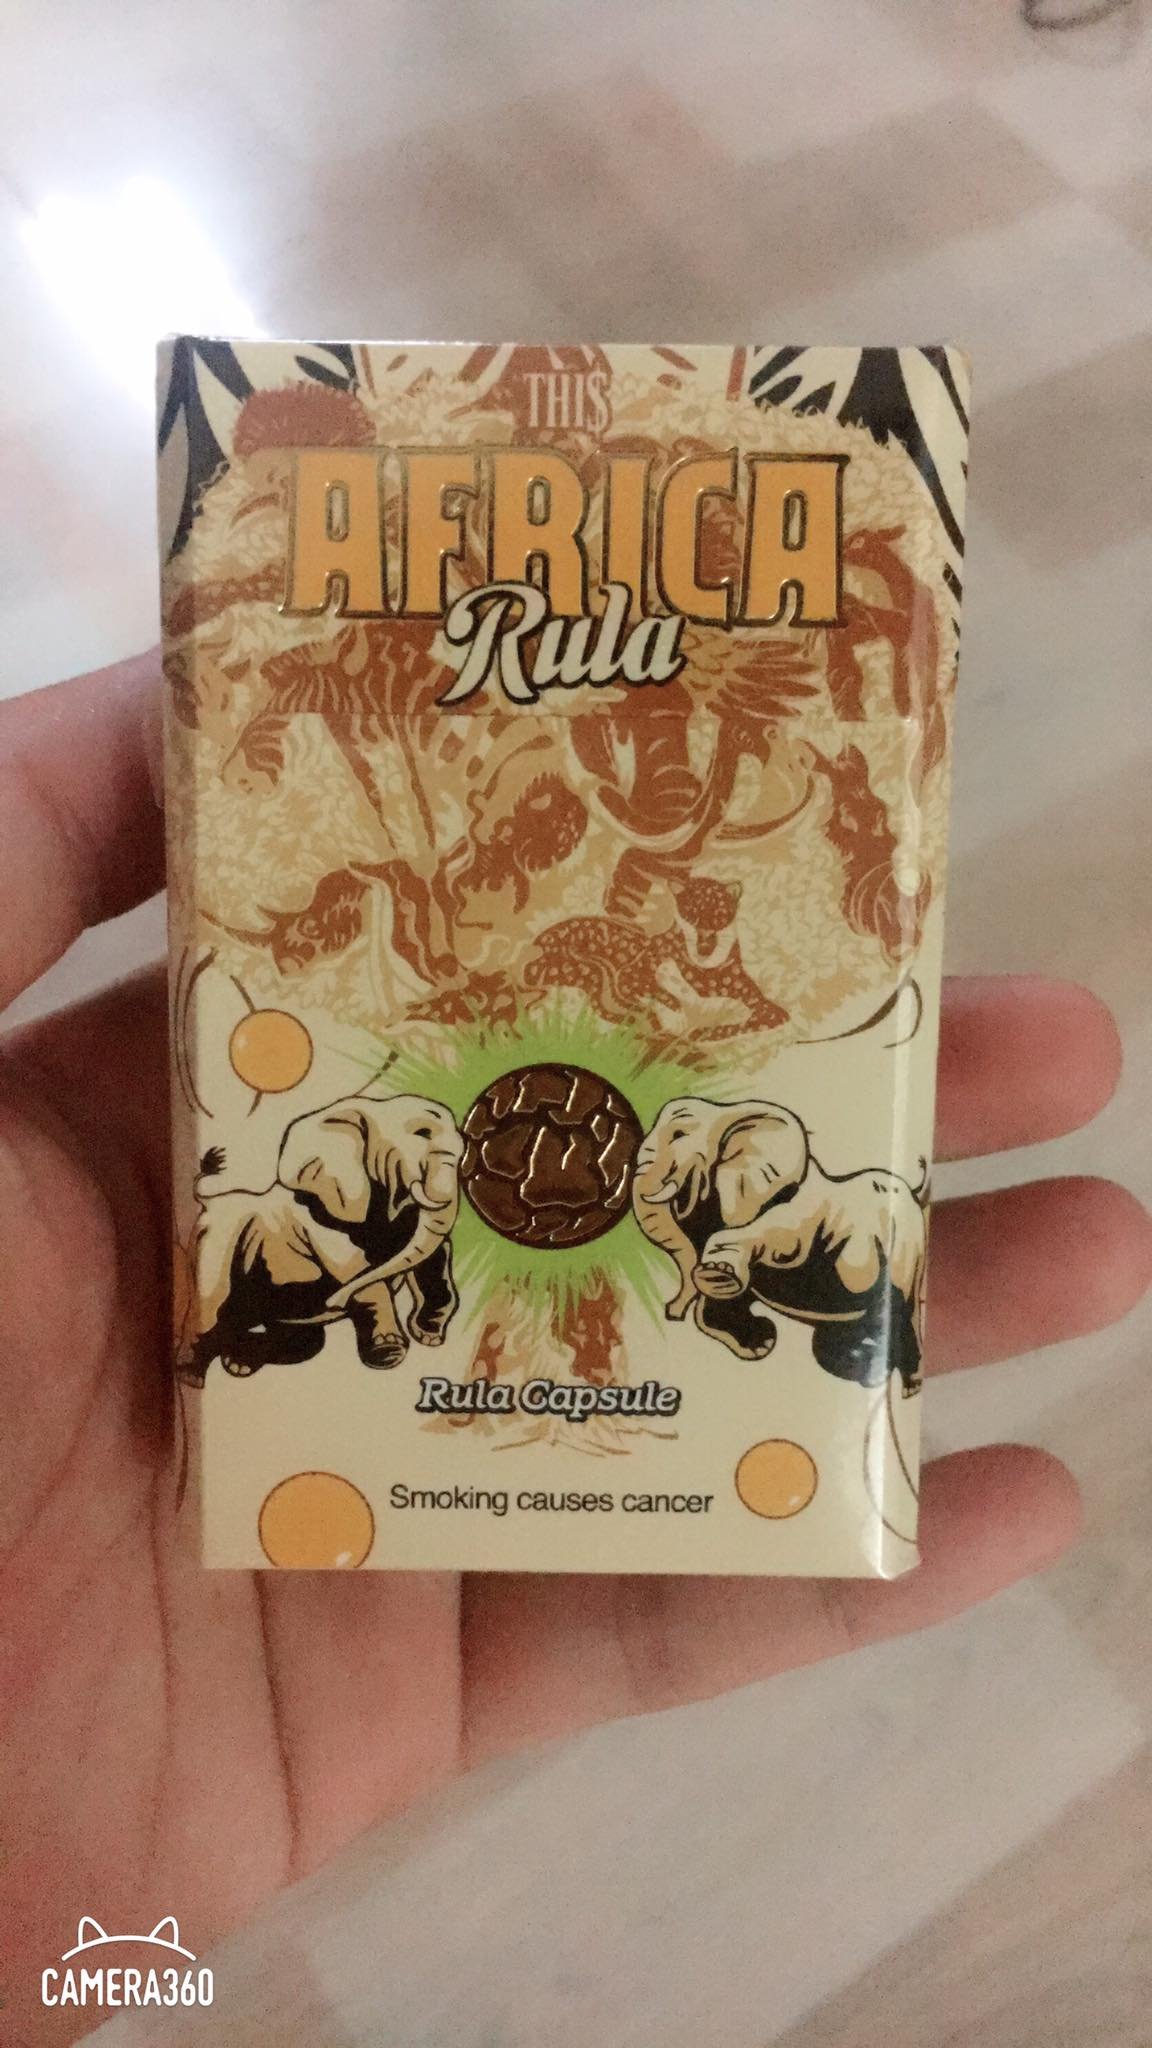 THI$
AFRICA
Rula
Rula Capsule
Smoking causes cancer
CAMERA360